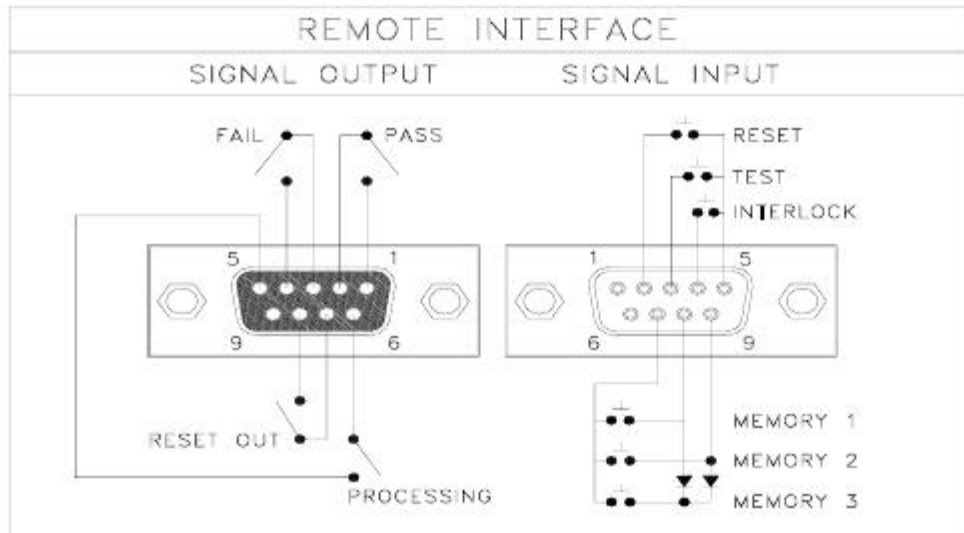 REMOTE INTERFACE
SIGNAL OUTPUT
SIGNAL INPUT
FAIL
PASS
RESET
TEST
INTERLOCK
5
1
1
5
9
6
6
9
RESET OUT
PROCESSING
MEMORY 1
MEMORY 2
MEMORY 3